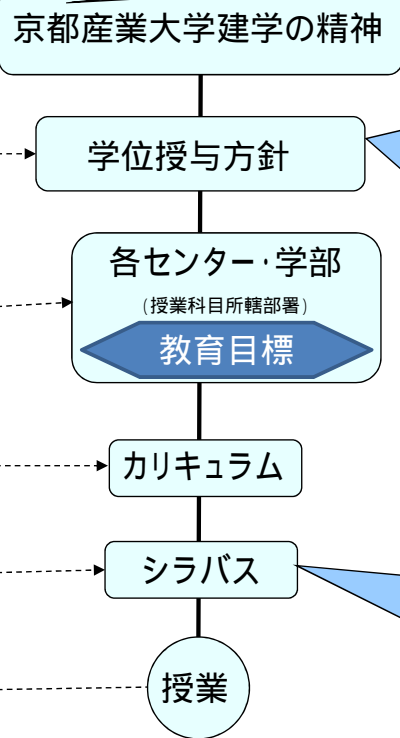 京都産業大学建学の精神
学位授与方針
各センター・学部
(授業科目所轄部署)
教育目標
カリキュラム
シラバス
授業